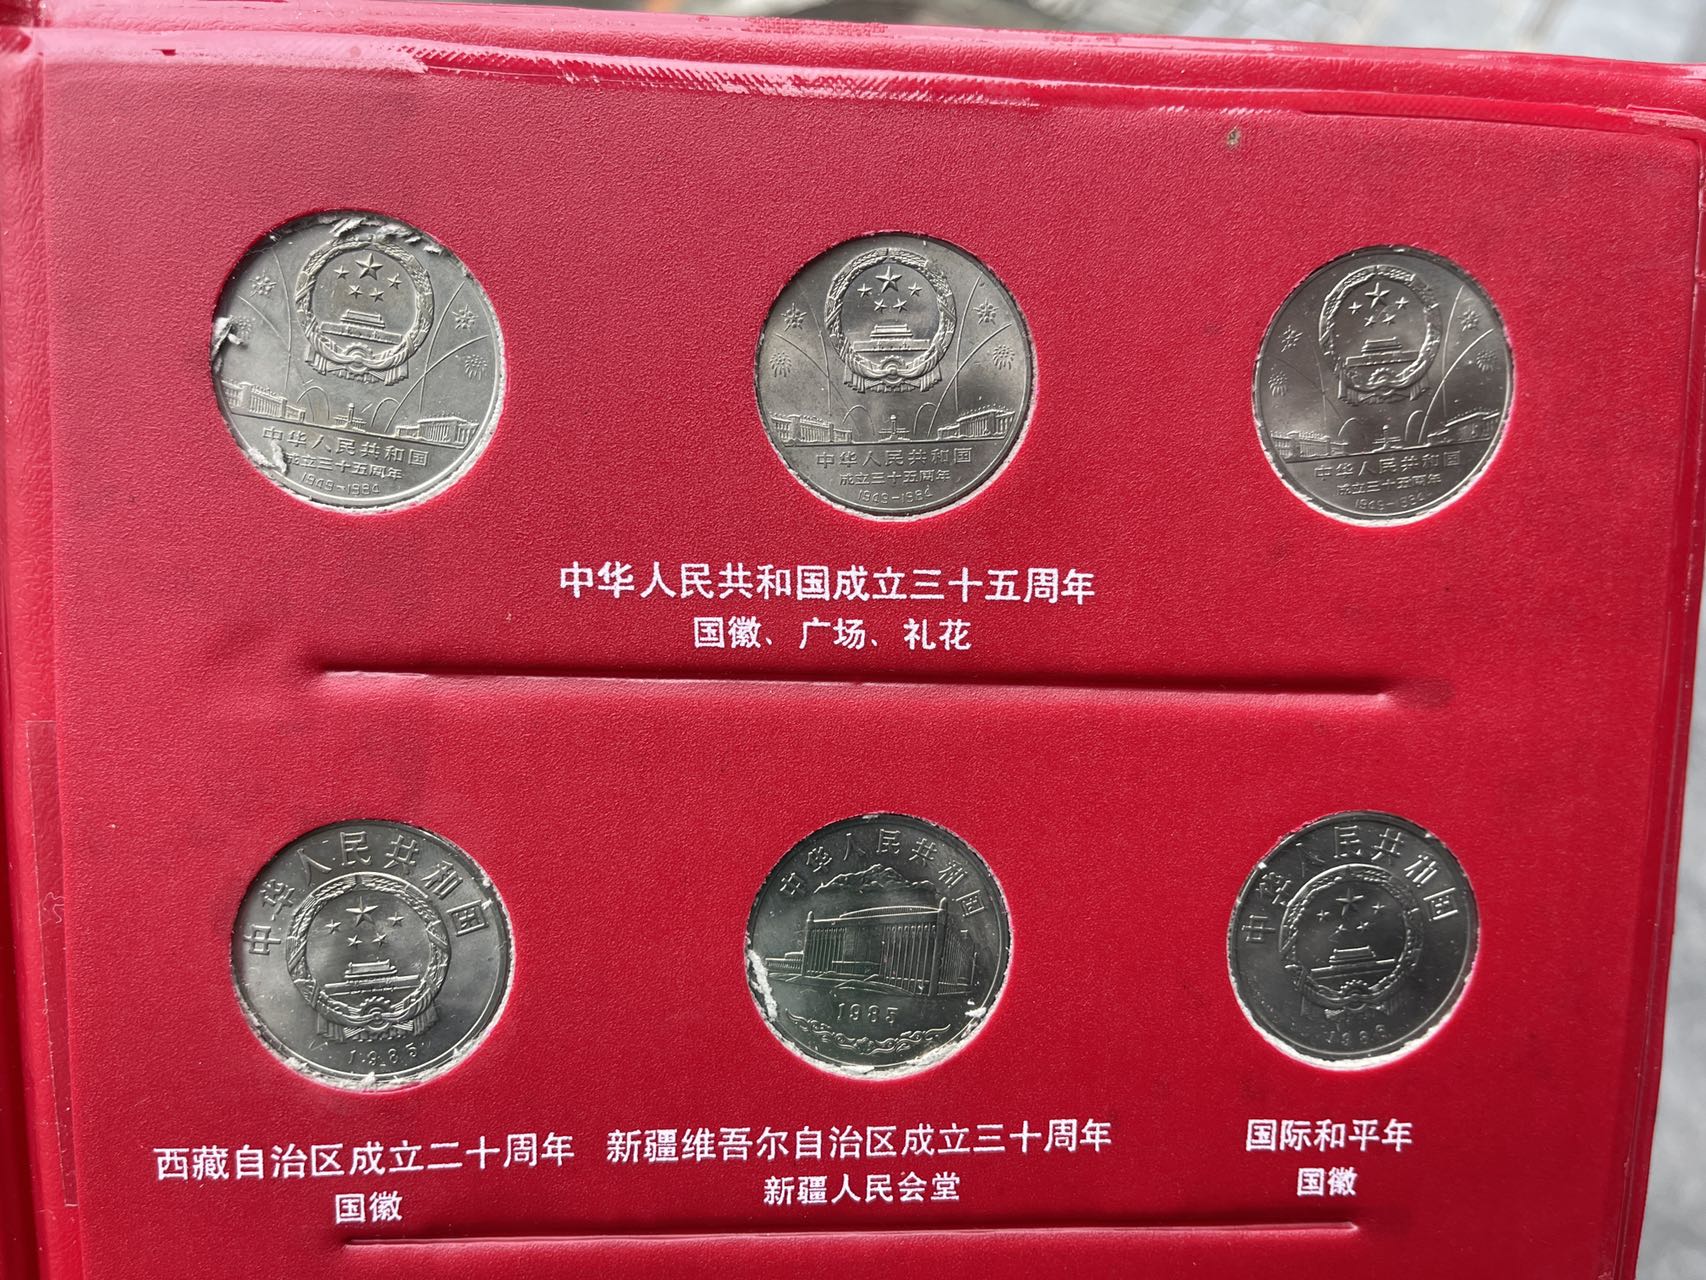 中华人民共和国
成立三十五周年
1949-1984
中华人民共和国
成立三十五周年
1949-1984
中华人民共和国
成立三十五周年
1949-1984
中华人民共和国成立三十五周年
国徽、广场、礼花
中华人民共和国
1985
中华人民共和国
1985
中华人民共和国
1986
西藏自治区成立二十周年
国徽
新疆维吾尔自治区成立三十周年
新疆人民会堂
国际和平年
国徽